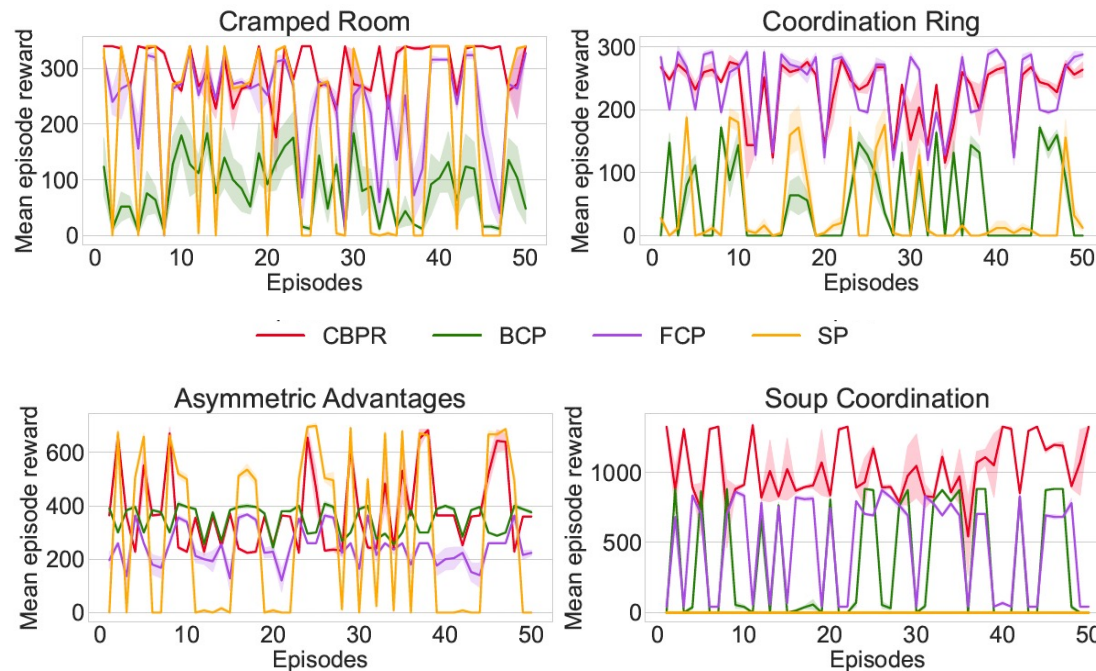 Cramped Room
Mean episode reward
300
200
100
0
0 10 20 30 40 50
Episodes
Coordination Ring
Mean episode reward
300
200
100
0
0 10 20 30 40 50
Episodes
CBPR BCP FCP SP
Asymmetric Advantages
Mean episode reward
600
400
200
0
0 10 20 30 40 50
Episodes
Soup Coordination
Mean episode reward
1000
500
0
0 10 20 30 40 50
Episodes